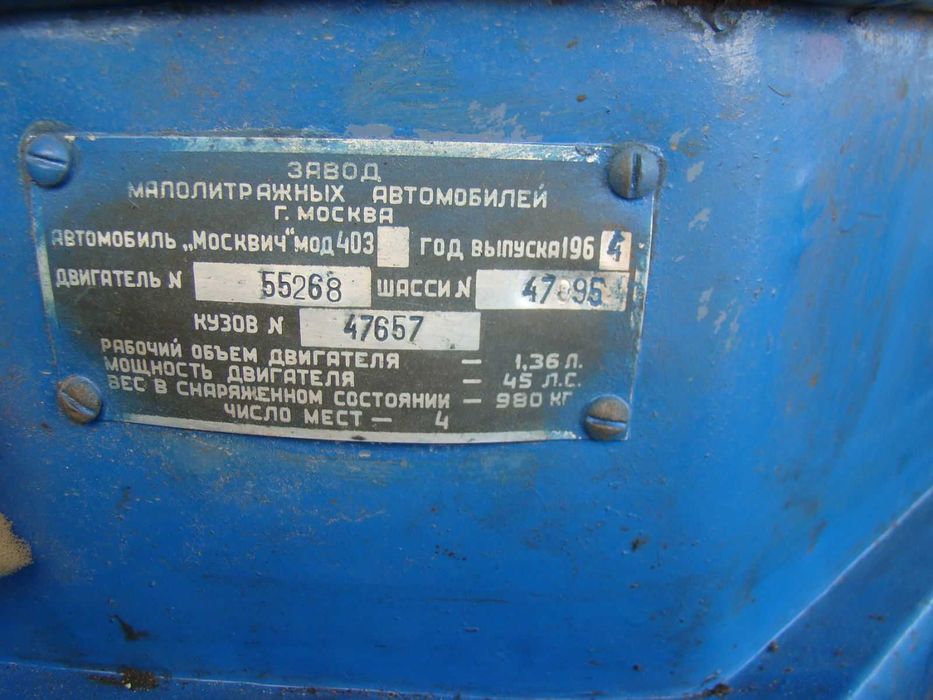 ЗАВОД
МАЛОЛИТРАЖНЫХ АВТОМОБИЛЕЙ
Г. МОСКВА
АВТОМОБИЛЬ „МОСКВИЧ“ МОД 403 ГОД ВЫПУСКА 1964
ДВИГАТЕЛЬ N 55268 ШАССИ N
КУЗОВ N 47657
РАБОЧИЙ ОБЪЕМ ДВИГАТЕЛЯ — 1,36 Л.
МОЩНОСТЬ ДВИГАТЕЛЯ — 45 Л.С.
ВЕС В СНАРЯЖЕННОМ СОСТОЯНИИ — 980 КГ
ЧИСЛО МЕСТ — 4